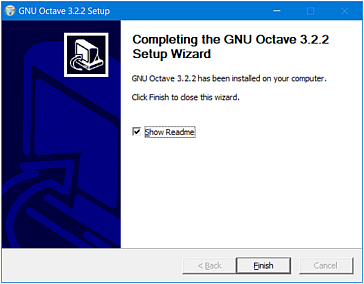 GNU Octave 3.2.2 Setup
Completing the GNU Octave 3.2.2
Setup Wizard
GNU Octave 3.2.2 has been installed on your computer.
Click Finish to close this wizard.
Show Readme
< Back
Finish
Cancel